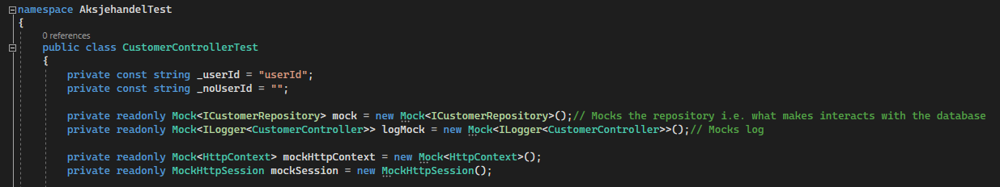 namespace AksjehandelTest
{
0 references
public class CustomerControllerTest
{
private const string _userId = "userId";
private const string _noUserId = "";
private readonly Mock<ICustomerRepository> mock = new Mock<ICustomerRepository>();// Mocks the repository i.e. what makes interacts with the database
private readonly Mock<ILogger<CustomerController>> logMock = new Mock<ILogger<CustomerController>>();// Mocks log
private readonly Mock<HttpContext> mockHttpContext = new Mock<HttpContext>();
private readonly MockHttpSession mockSession = new MockHttpSession();